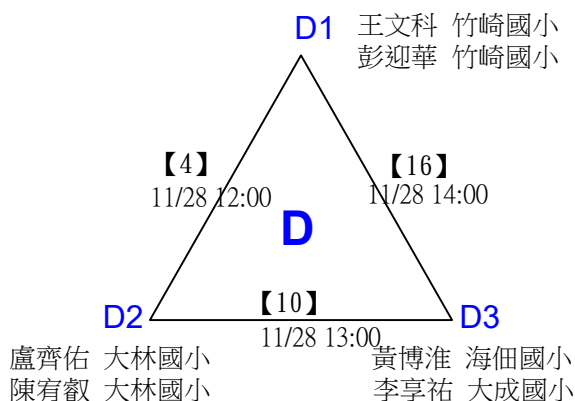 D1
王文科 竹崎國小
彭迎華 竹崎國小
【4】
11/28 12:00
【16】
11/28 14:00
D
【10】
11/28 13:00
D2
D3
盧齊佑 大林國小
陳宥叡 大林國小
黃博淮 海佃國小
李享祐 大成國小